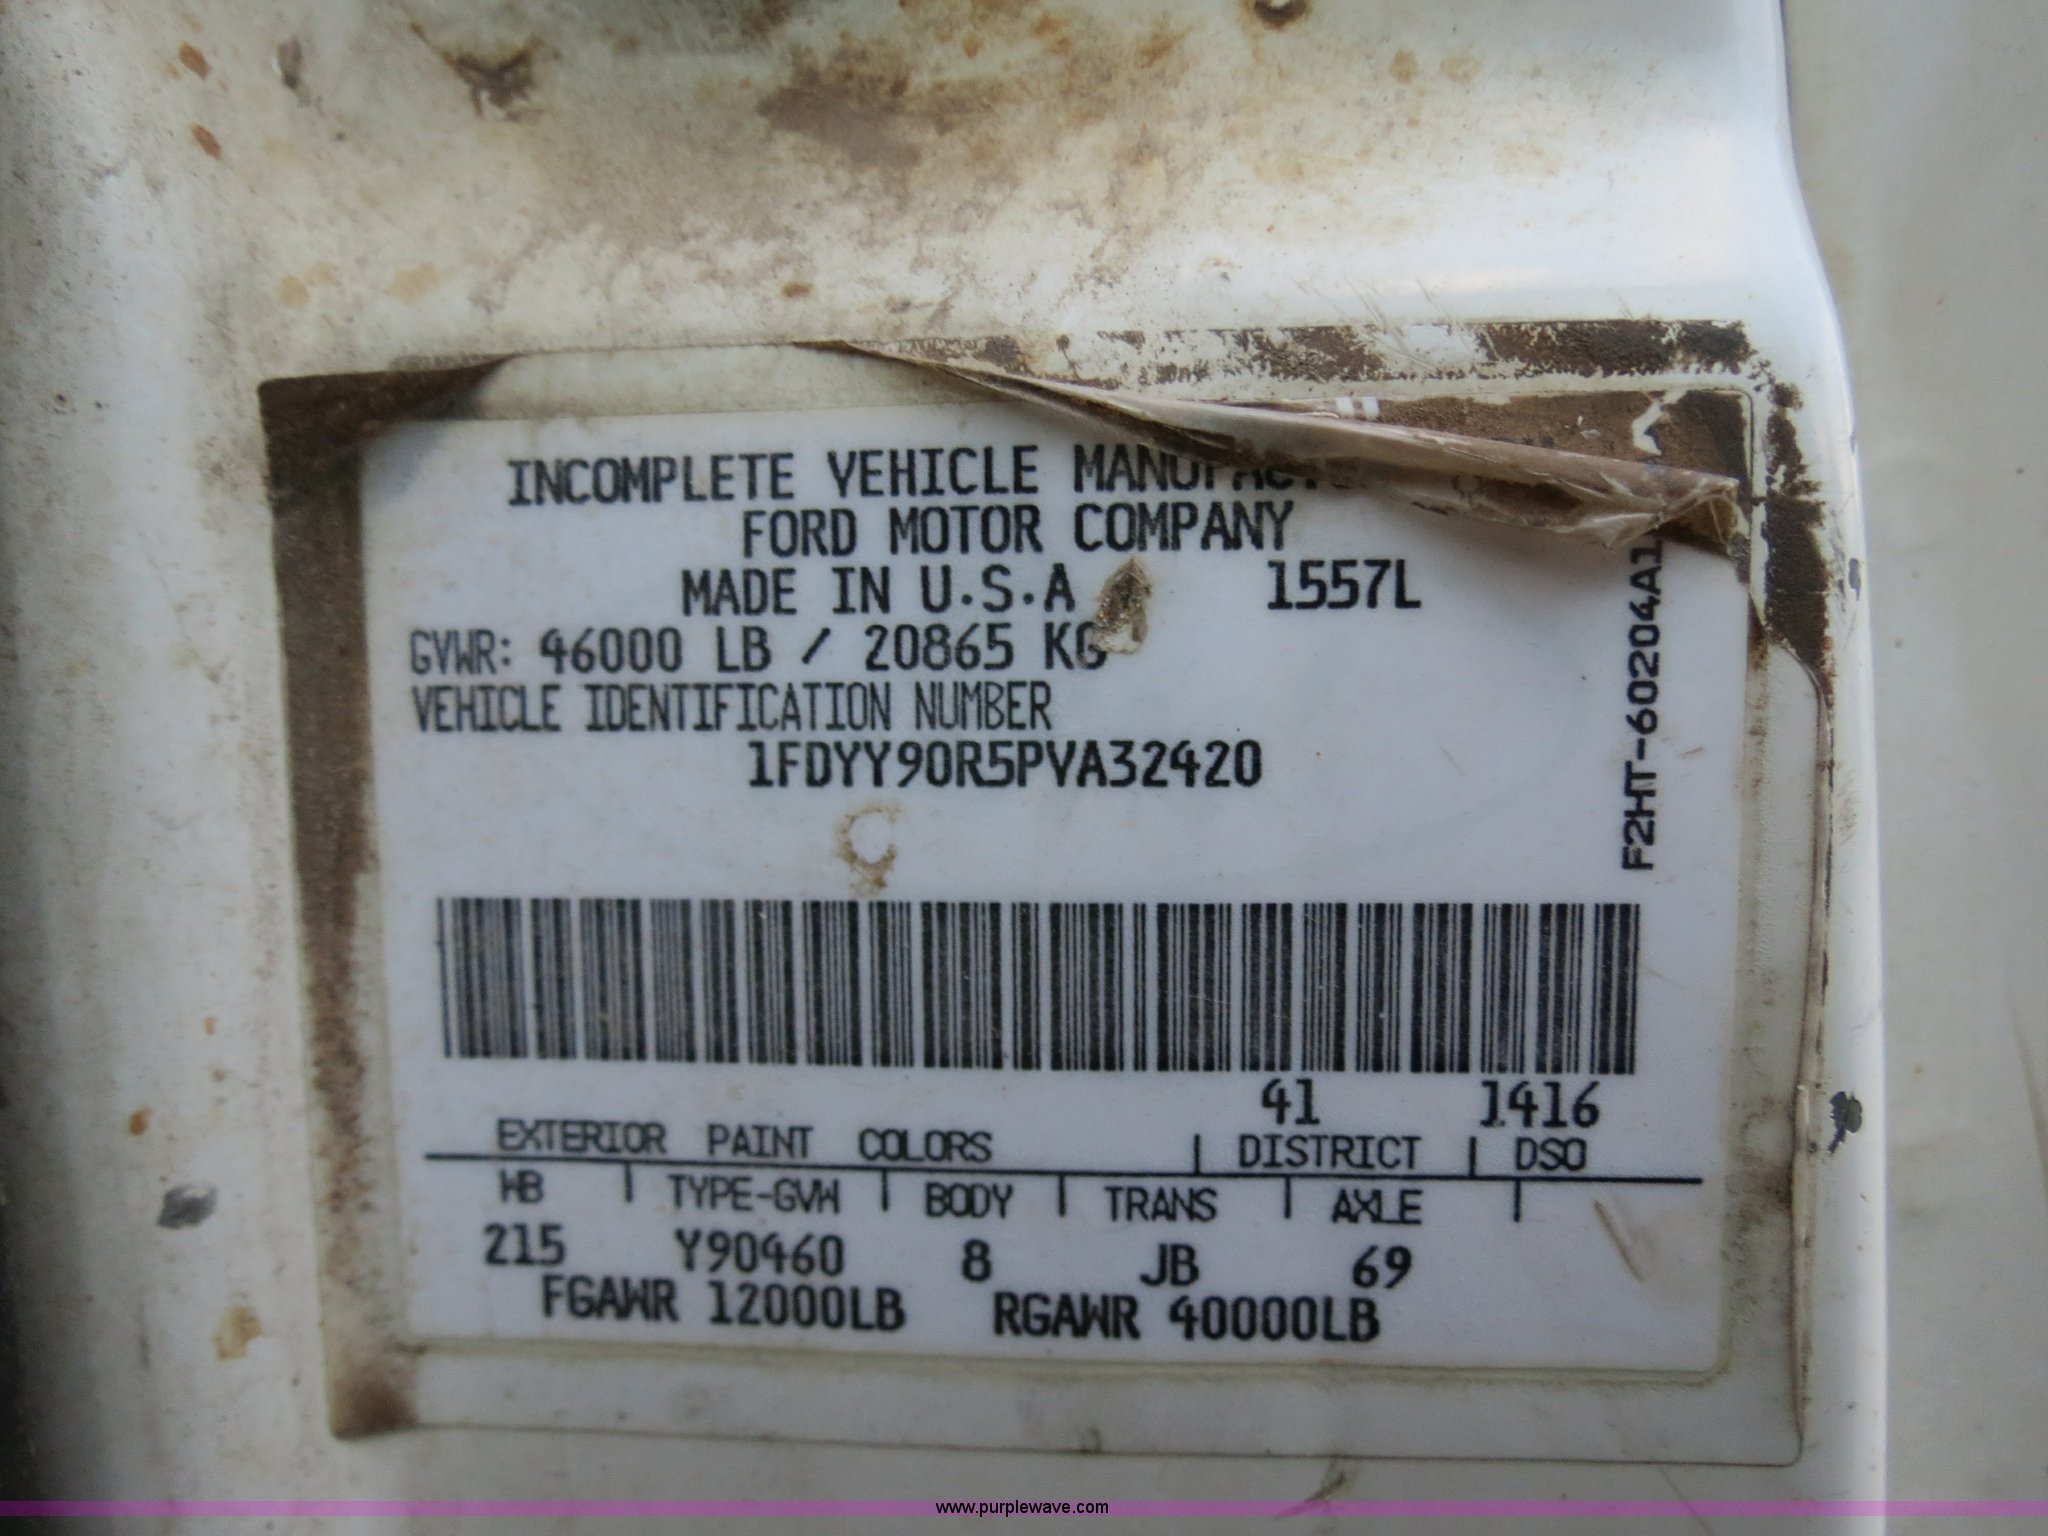 INCOMPLETE VEHICLE
FORD MOTOR COMPANY
MADE IN U.S.A 1557L
GVWR: 46000 LB / 20865 KG
VEHICLE IDENTIFICATION NUMBER
1FDYY90R5PVA32420
F2HT-60204A1
41 1416
EXTERIOR PAINT COLORS | DISTRICT | DSO
WB | TYPE-GVW | BODY | TRANS | AXLE |
215 Y90460 8 JB 69
FGAWR 12000LB RGAWR 40000LB
www.purplewave.com